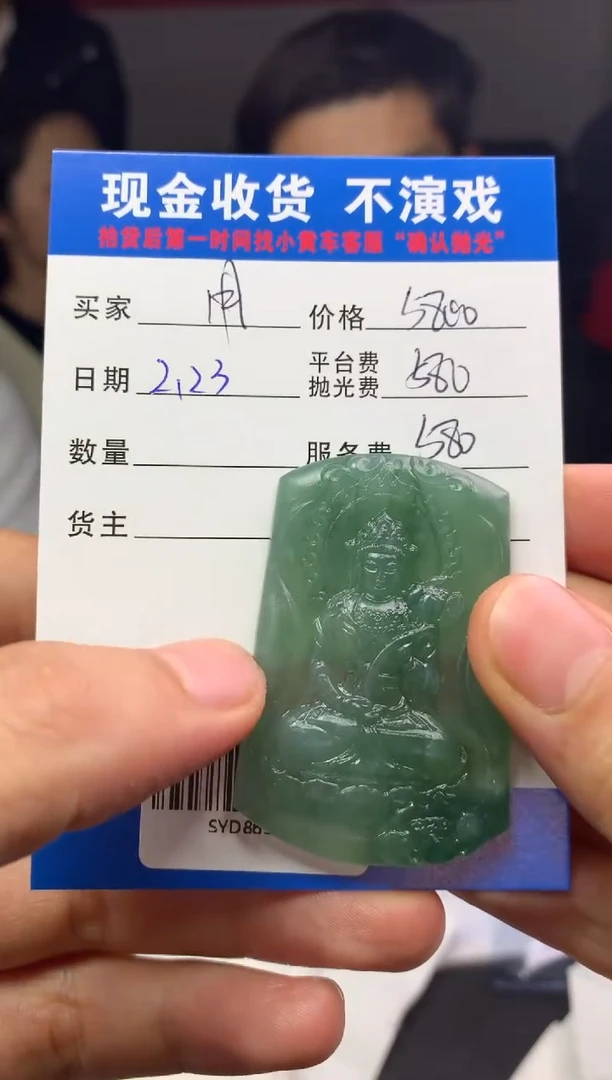 现金收货 不演戏
拍货后第一时间找小黄车客服“确认抛光”
买家 价格 5800
日期 2,23 平台费 抛光费 580
数量 服务费 580
货主